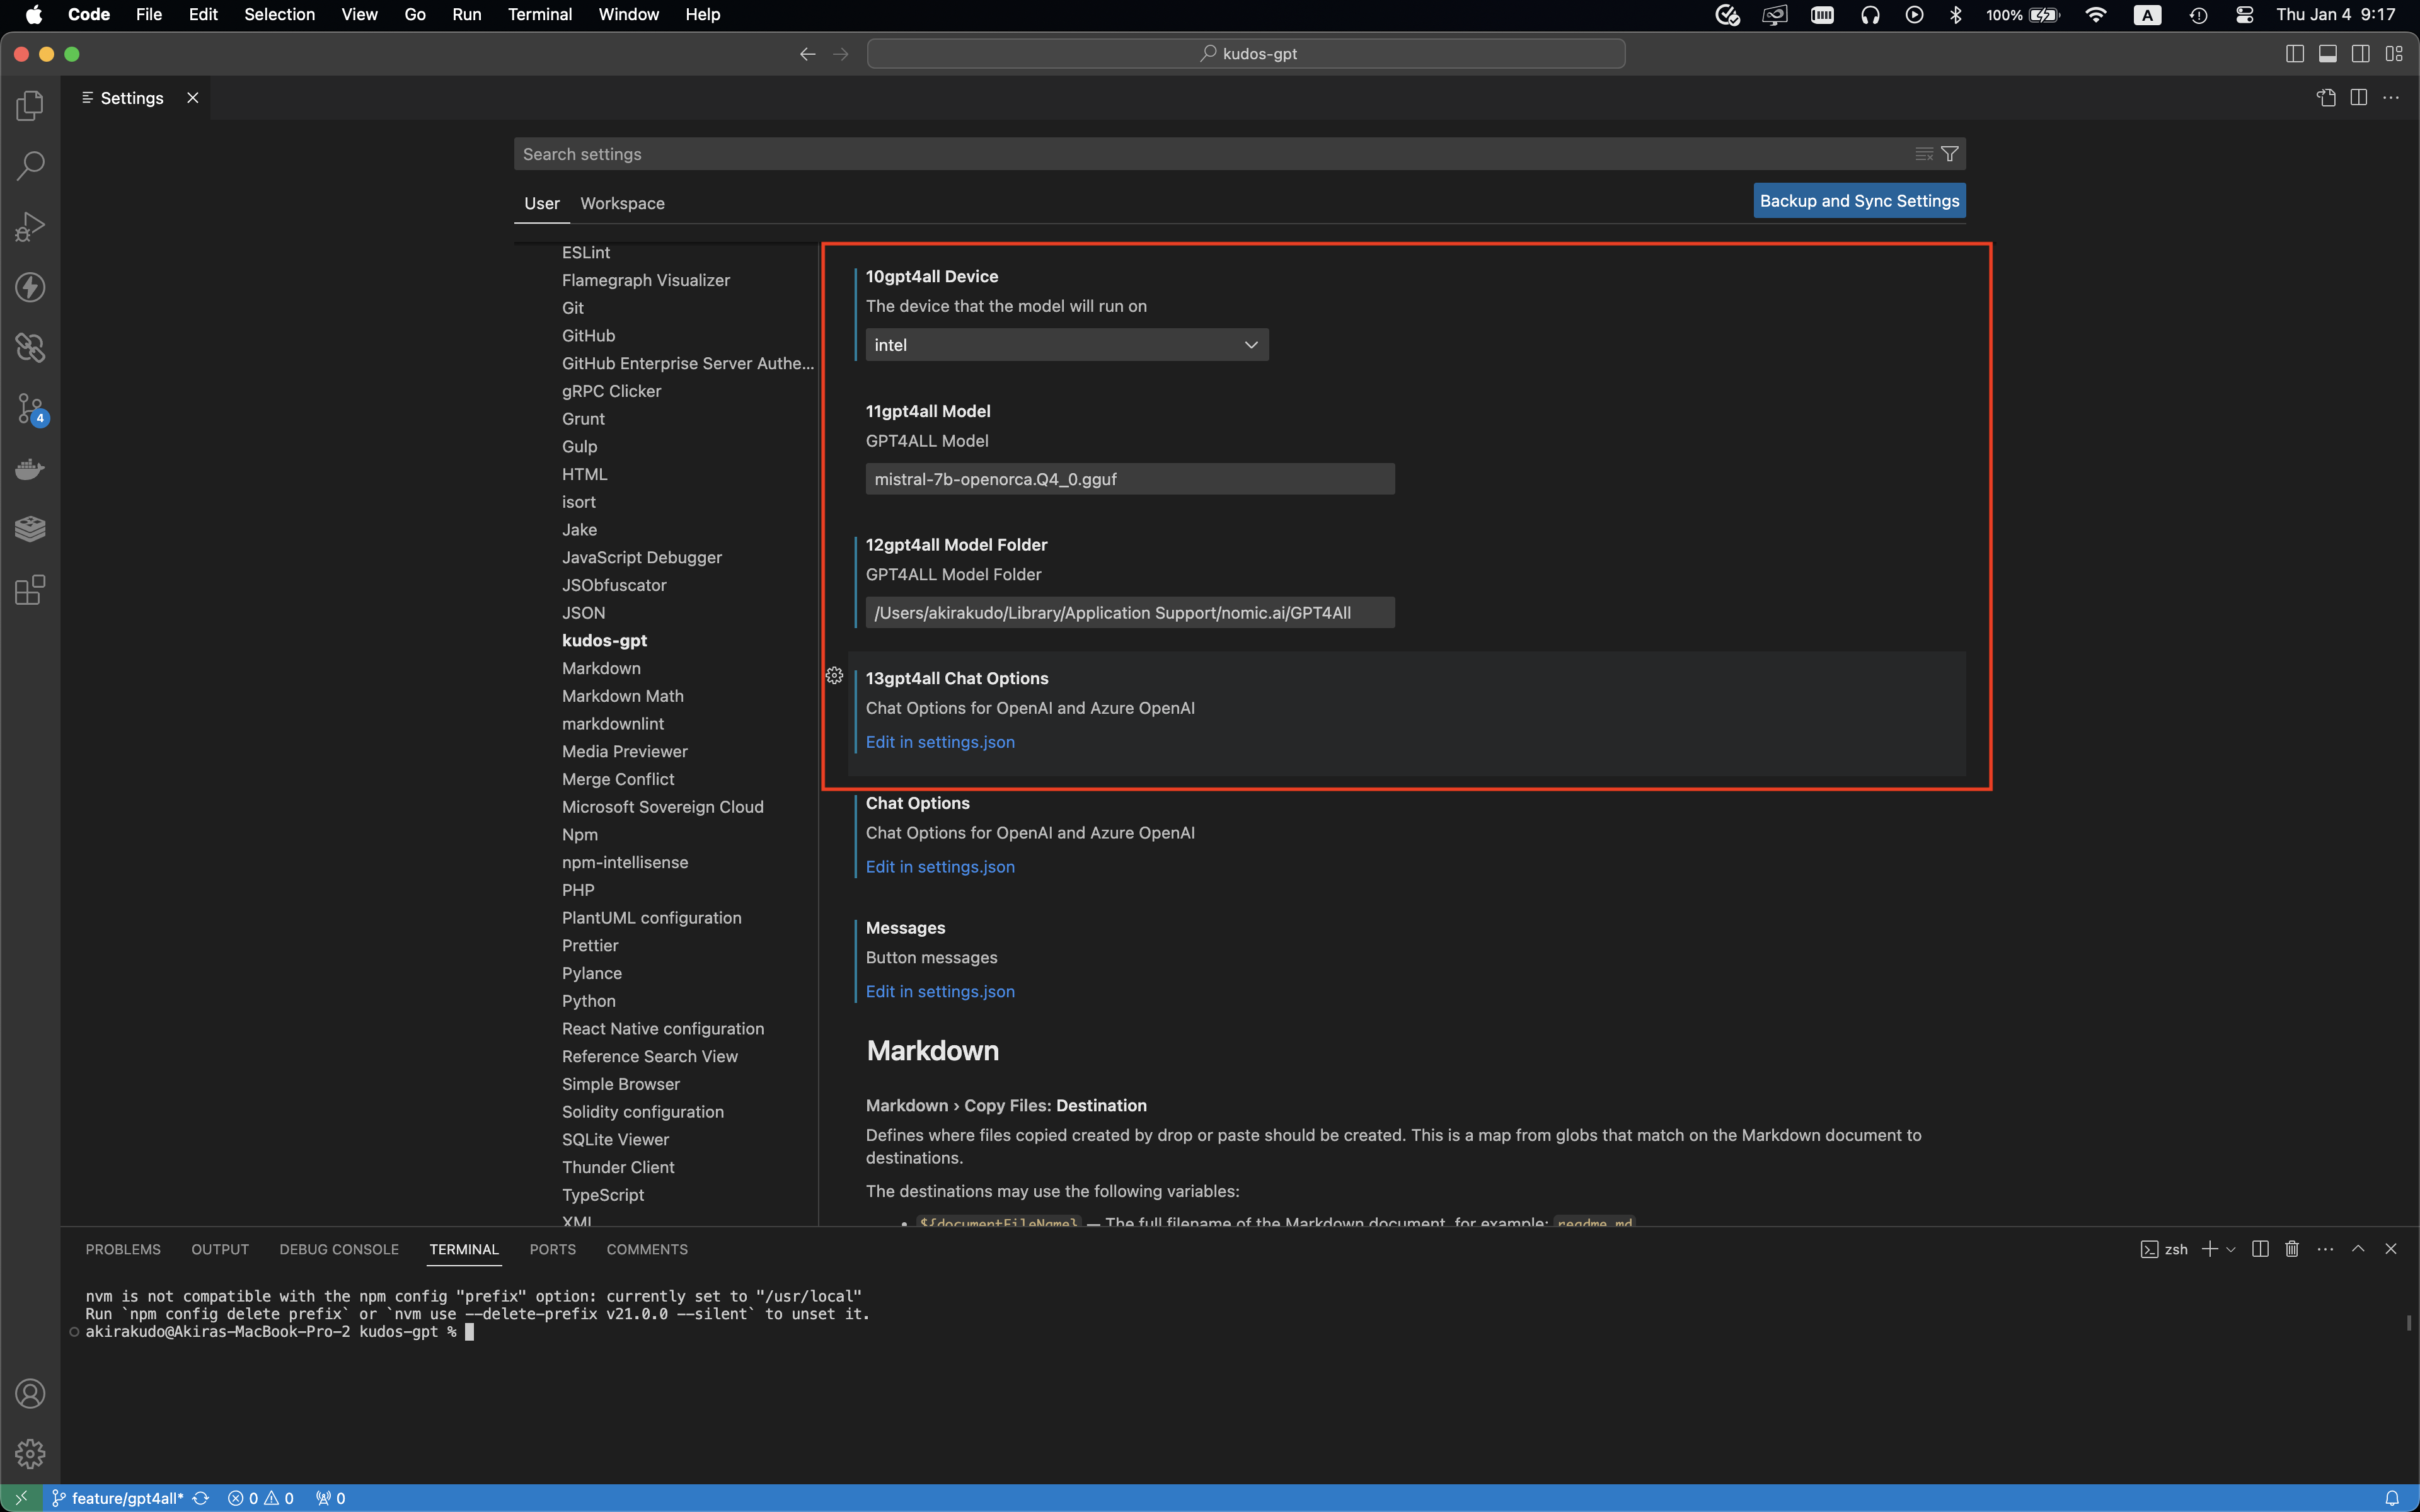 Code File Edit Selection View Go Run Terminal Window Help 100% A Thu Jan 4 9:17
kudos-gpt
Settings
Search settings
User Workspace Backup and Sync Settings
ESLint
Flamegraph Visualizer
Git
GitHub
GitHub Enterprise Server Authe...
gRPC Clicker
Grunt
Gulp
HTML
isort
Jake
JavaScript Debugger
JSObfuscator
JSON
kudos-gpt
Markdown
Markdown Math
markdownlint
Media Previewer
Merge Conflict
Microsoft Sovereign Cloud
Npm
npm-intellisense
PHP
PlantUML configuration
Prettier
Pylance
Python
React Native configuration
Reference Search View
Simple Browser
Solidity configuration
SQLite Viewer
Thunder Client
TypeScript
XML
10gpt4all Device
The device that the model will run on
intel
11gpt4all Model
GPT4ALL Model
mistral-7b-openorca.Q4_0.gguf
12gpt4all Model Folder
GPT4ALL Model Folder
/Users/akirakudo/Library/Application Support/nomic.ai/GPT4All
13gpt4all Chat Options
Chat Options for OpenAI and Azure OpenAI
Edit in settings.json
Chat Options
Chat Options for OpenAI and Azure OpenAI
Edit in settings.json
Messages
Button messages
Edit in settings.json
Markdown
Markdown › Copy Files: Destination
Defines where files copied created by drop or paste should be created. This is a map from globs that match on the Markdown document to
destinations.
The destinations may use the following variables:
• ${documentFileName} — The full filename of the Markdown document, for example: readme.md
4
PROBLEMS OUTPUT DEBUG CONSOLE TERMINAL PORTS COMMENTS zsh
nvm is not compatible with the npm config "prefix" option: currently set to "/usr/local"
Run `npm config delete prefix` or `nvm use --delete-prefix v21.0.0 --silent` to unset it.
akirakudo@Akiras-MacBook-Pro-2 kudos-gpt %
feature/gpt4all* 0 0 0